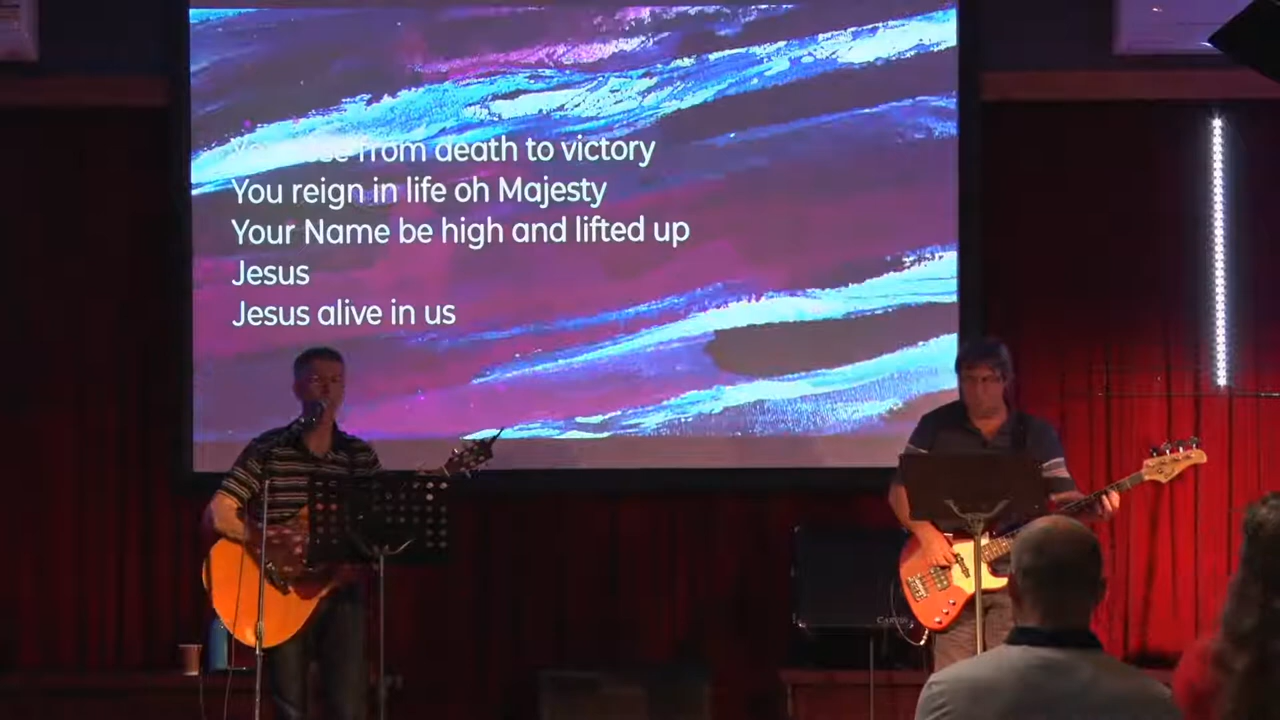 from death to victory
You reign in life oh Majesty
Your Name be high and lifted up
Jesus
Jesus alive in us